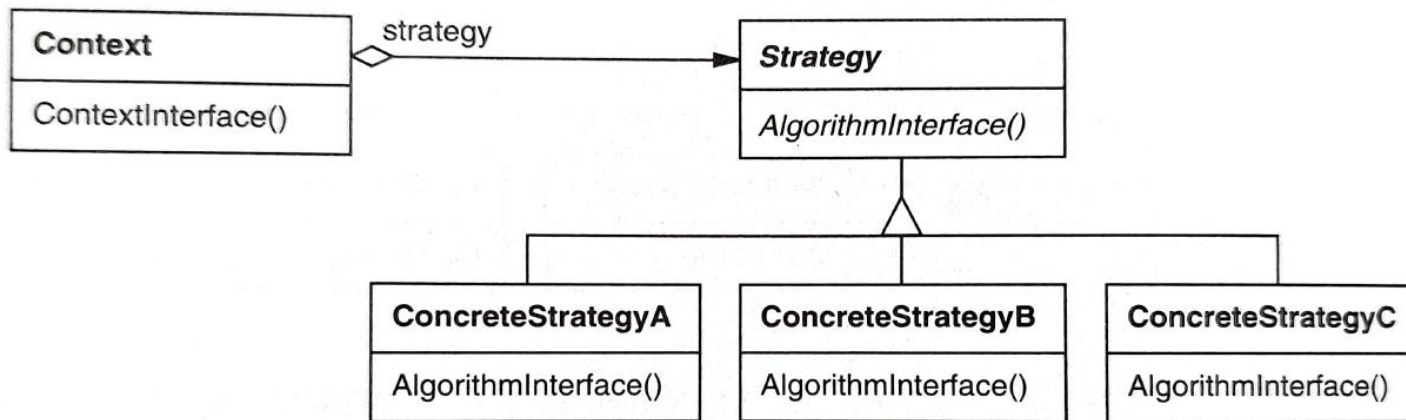 Context
ContextInterface()
strategy
Strategy
AlgorithmInterface()
ConcreteStrategyA
AlgorithmInterface()
ConcreteStrategyB
AlgorithmInterface()
ConcreteStrategyC
AlgorithmInterface()